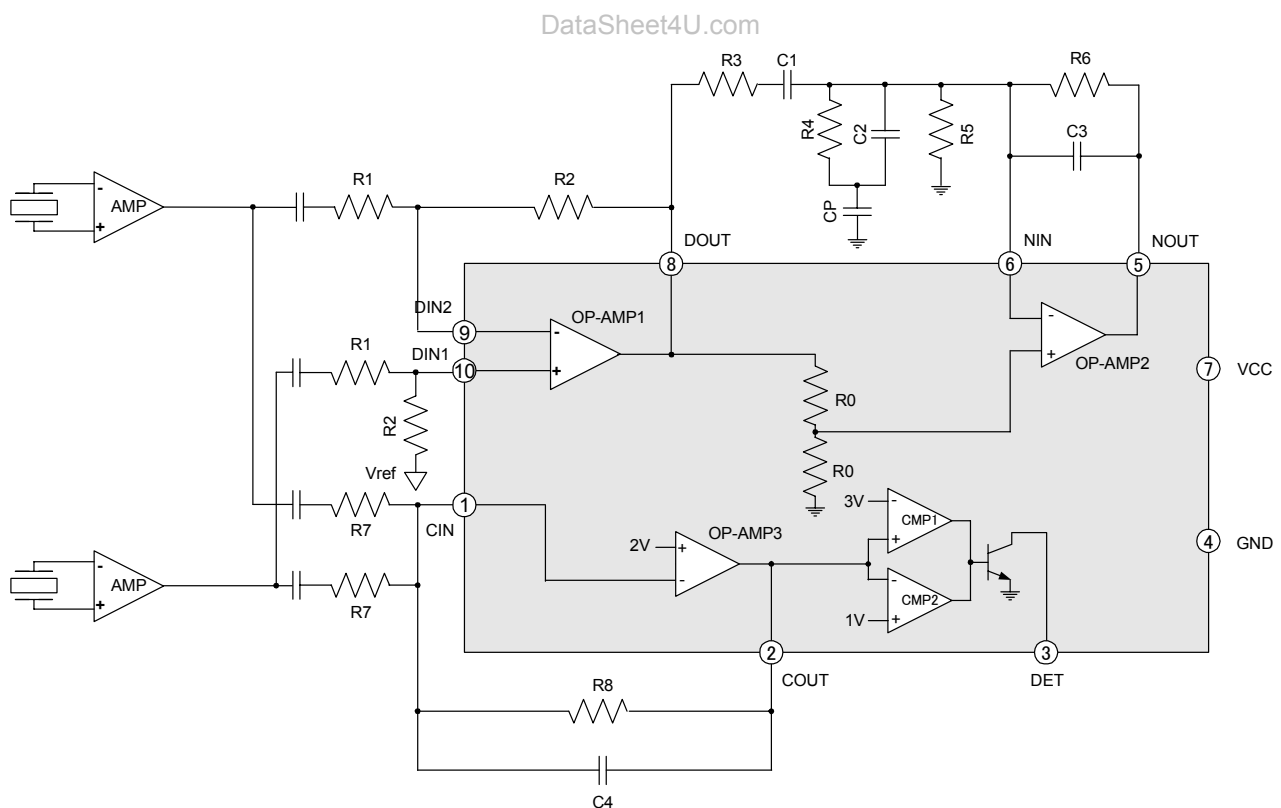 DataSheet4U.com
R3
C1
R6
R4
C2
R5
C3
CP
R1
R2
AMP
-
+
DOUT
NIN
NOUT
8
6
5
DIN2
9
OP-AMP1
-
+
R1
DIN1
10
OP-AMP2
-
+
7
VCC
R2
R0
R0
Vref
1
CIN
R7
3V
-
+
CMP1
OP-AMP3
2V
+
-
4
GND
AMP
-
+
R7
CMP2
-
+
1V
2
3
COUT
DET
R8
C4